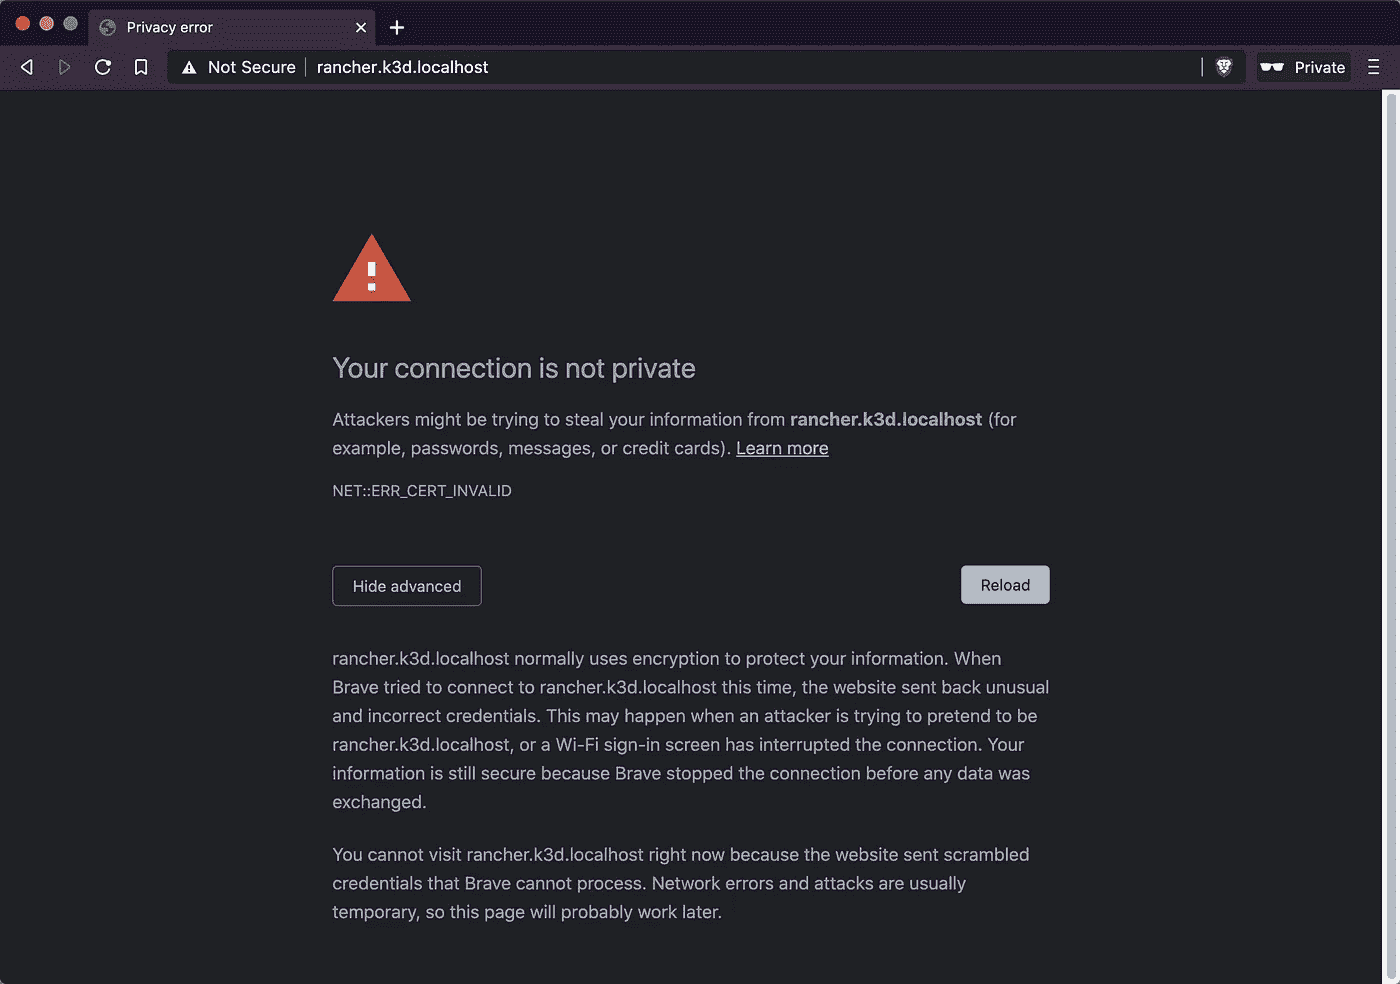 Privacy error
Not Secure rancher.k3d.localhost Private
Your connection is not private
Attackers might be trying to steal your information from rancher.k3d.localhost (for
example, passwords, messages, or credit cards). Learn more
NET::ERR_CERT_INVALID
Hide advanced Reload
rancher.k3d.localhost normally uses encryption to protect your information. When
Brave tried to connect to rancher.k3d.localhost this time, the website sent back unusual
and incorrect credentials. This may happen when an attacker is trying to pretend to be
rancher.k3d.localhost, or a Wi-Fi sign-in screen has interrupted the connection. Your
information is still secure because Brave stopped the connection before any data was
exchanged.
You cannot visit rancher.k3d.localhost right now because the website sent scrambled
credentials that Brave cannot process. Network errors and attacks are usually
temporary, so this page will probably work later.